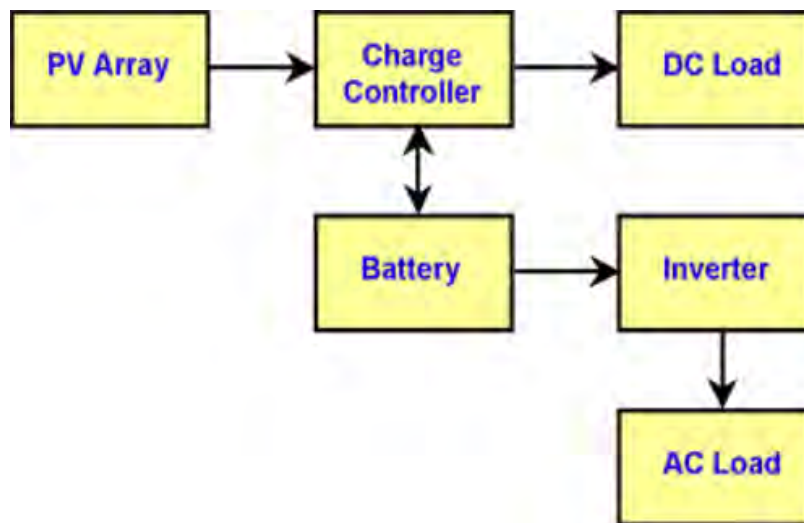 PV Array
Charge
Controller
DC Load
Battery
Inverter
AC Load